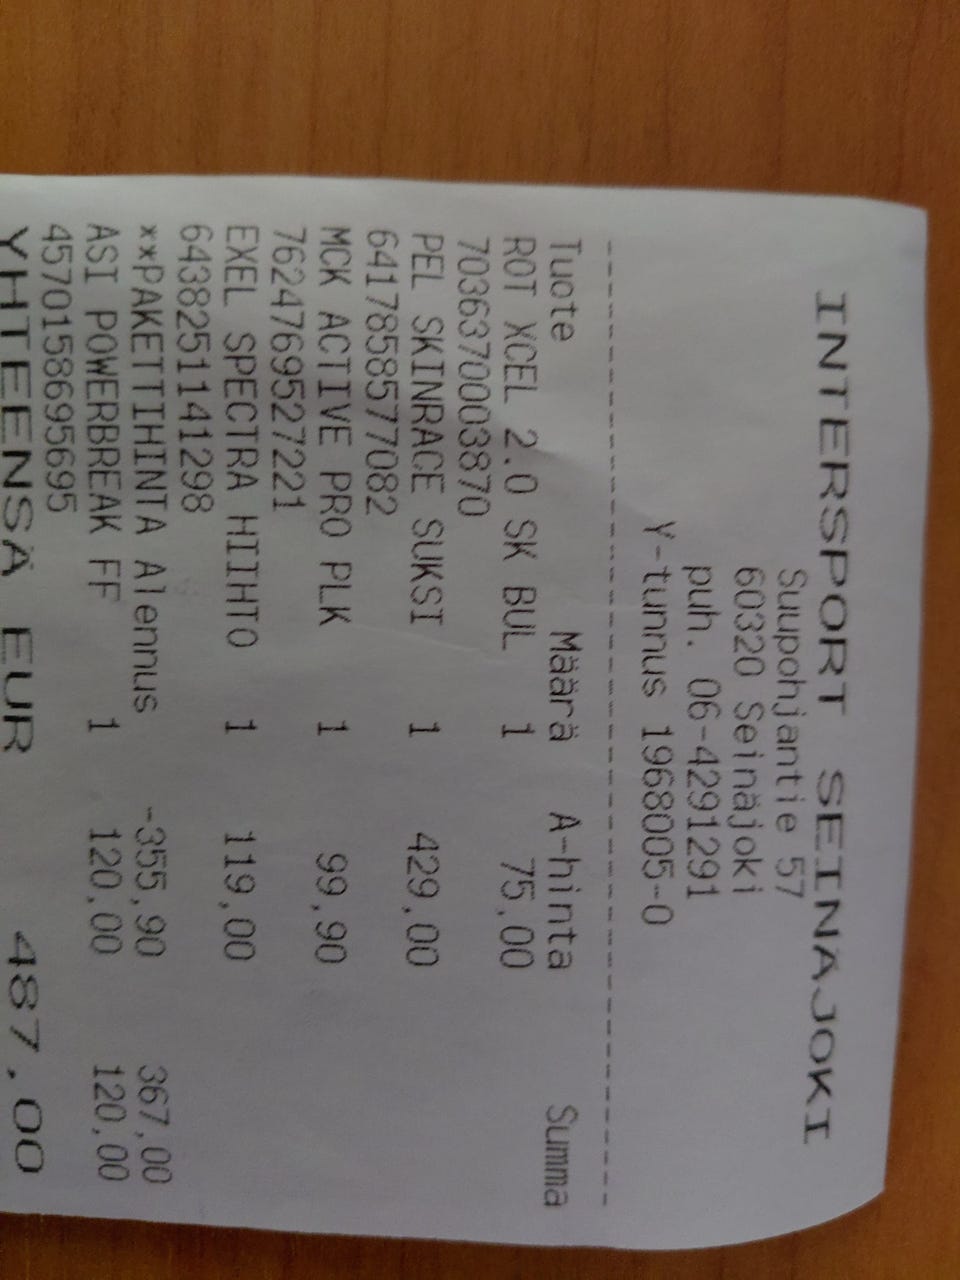 INTERSPORT SEINÄJOKI
Suupohjantie 57
60320 Seinäjoki
puh. 06-4291291
Y-tunnus 1968005-0
Tuote Määrä A-hinta Summa
ROT XCEL 2.0 SK BUL 1 75,00
7036370003870
PEL SKINRACE SUKSI 1 429,00
6417858577082
MCK ACTIVE PRO PLK 1 99,90
7624769527221
EXEL SPECTRA HIIHTO 1 119,00
6438251141298
**PAKETTIHINTA Alennus -355,90 367,00
ASI POWERBREAK FF 1 120,00 120,00
4570158695695
YHTEENSÄ EUR 487.00